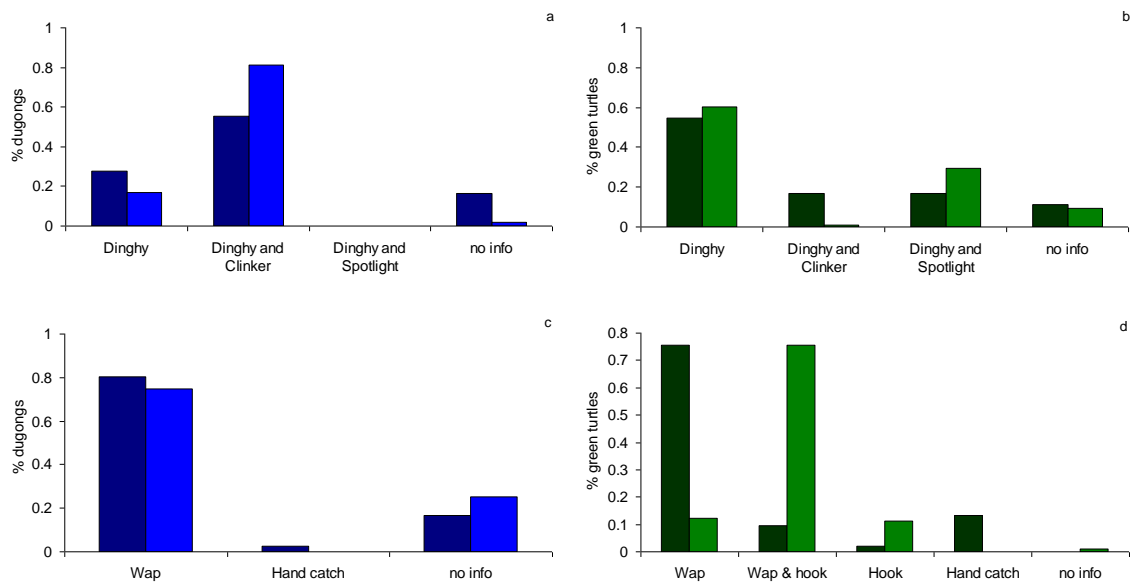 a
% dugongs
1
0.8
0.6
0.4
0.2
0
Dinghy
Dinghy and
Clinker
Dinghy and
Spotlight
no info
b
% green turtles
1
0.8
0.6
0.4
0.2
0
Dinghy
Dinghy and
Clinker
Dinghy and
Spotlight
no info
c
% dugongs
1
0.8
0.6
0.4
0.2
0
Wap
Hand catch
no info
d
% green turtles
0.8
0.7
0.6
0.5
0.4
0.3
0.2
0.1
0
Wap
Wap & hook
Hook
Hand catch
no info